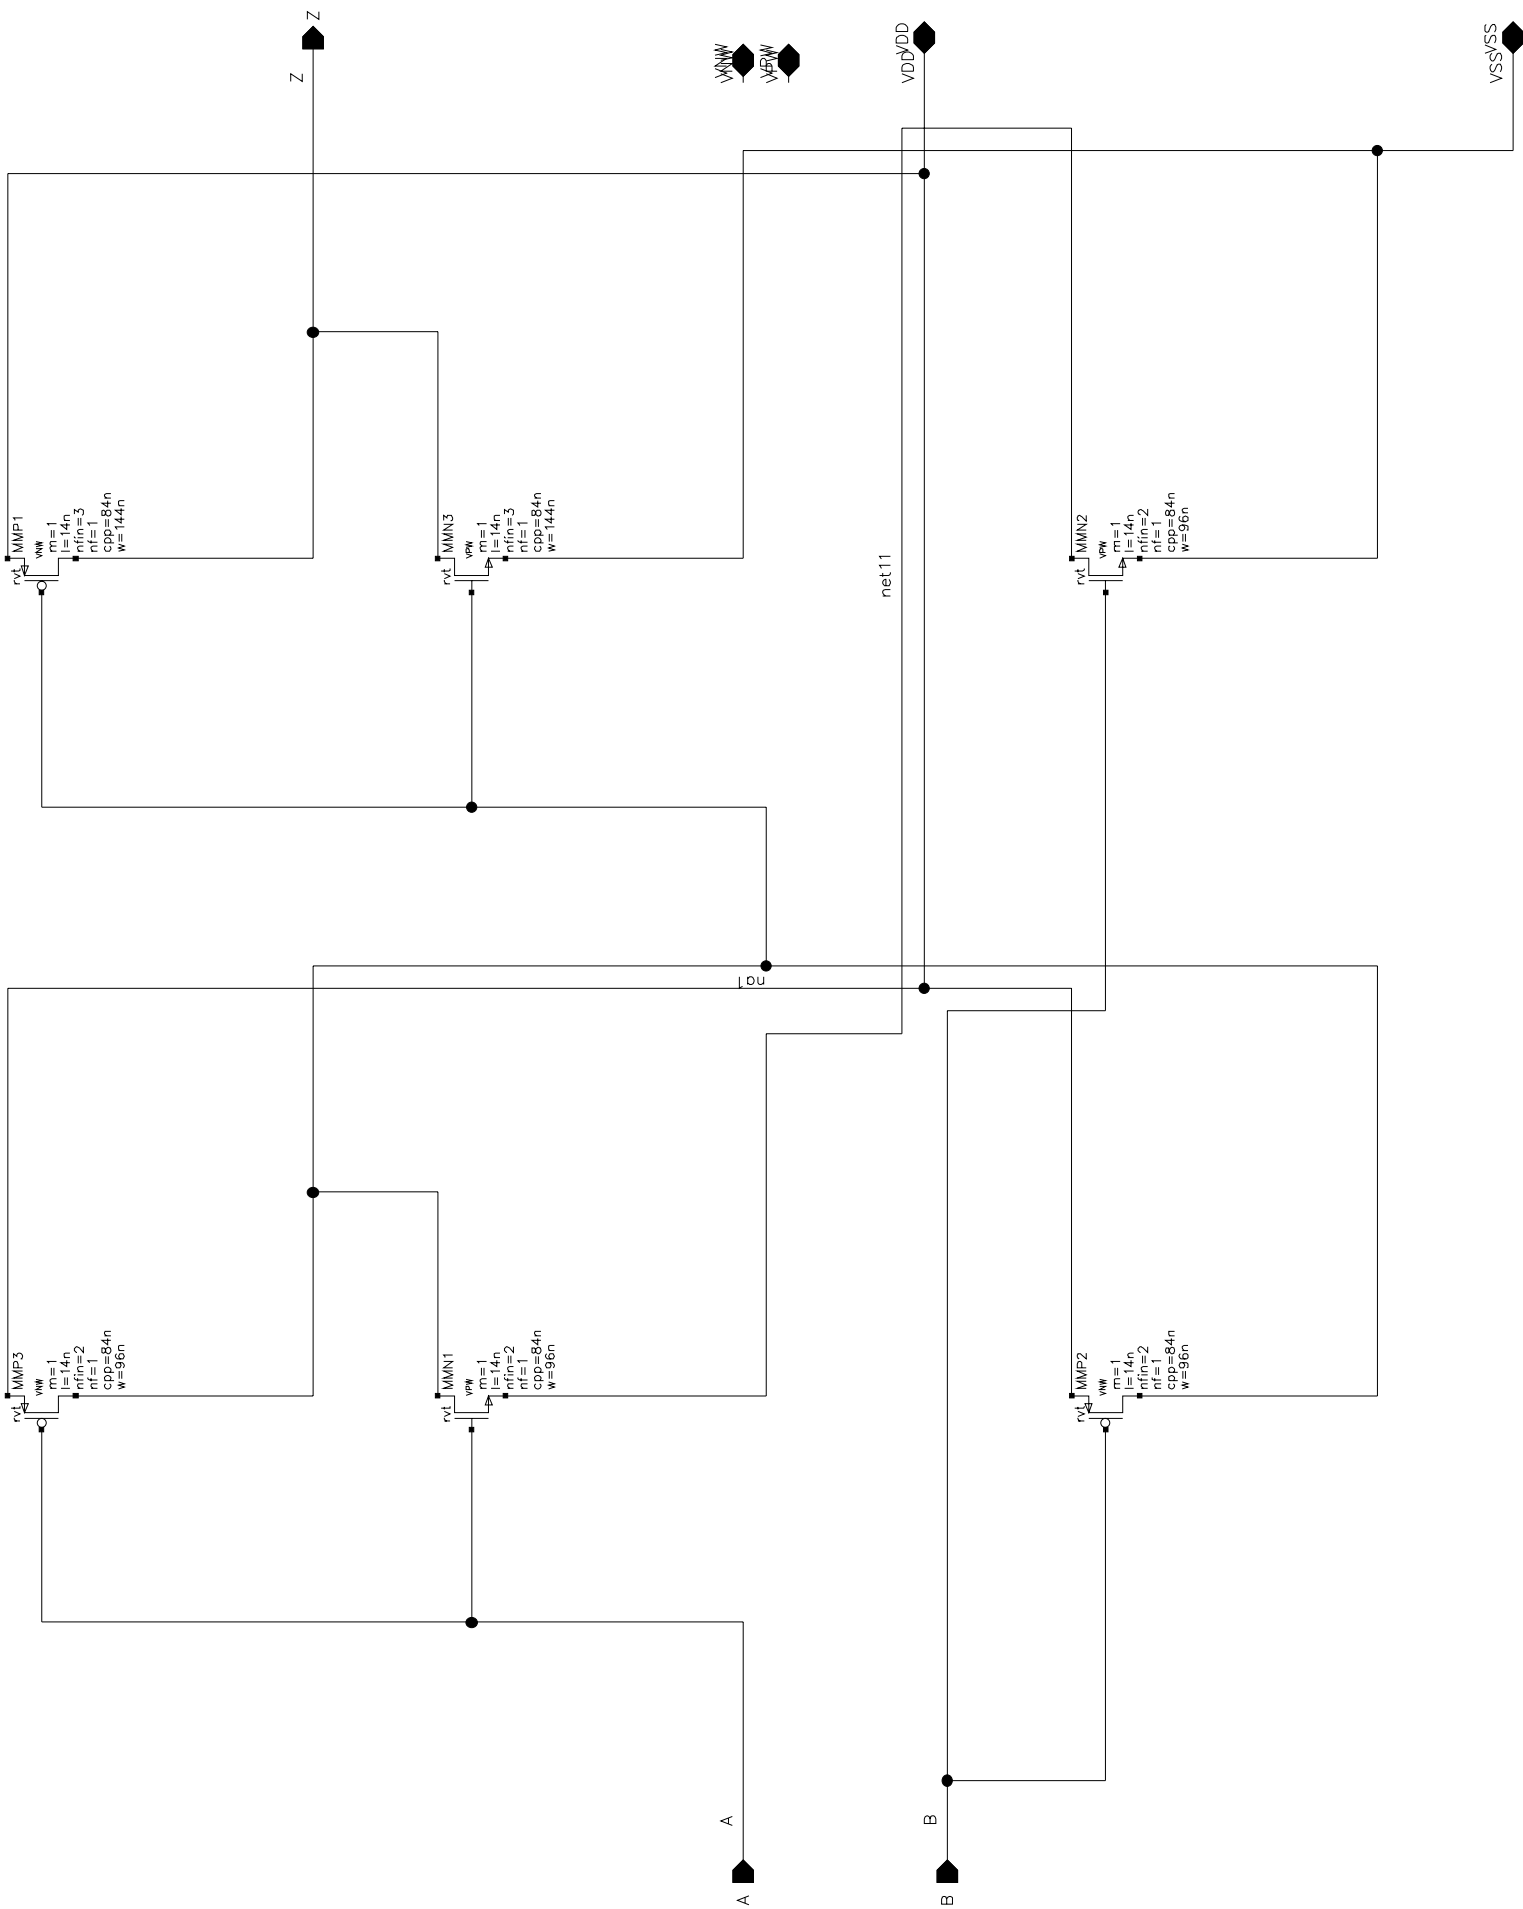 Z
Z
VNW
VNW
VPW
VPW
VDD
VDD
VSS
VSS
MMP1
rvt
VNW
m=1
l=14n
nfin=3
nf=1
cpp=84n
w=144n
MMN3
rvt
VPW
m=1
l=14n
nfin=3
nf=1
cpp=84n
w=144n
MMN2
rvt
VPW
m=1
l=14n
nfin=2
nf=1
cpp=84n
w=96n
net11
na1
MMP3
rvt
VNW
m=1
l=14n
nfin=2
nf=1
cpp=84n
w=96n
MMN1
rvt
VPW
m=1
l=14n
nfin=2
nf=1
cpp=84n
w=96n
MMP2
rvt
VNW
m=1
l=14n
nfin=2
nf=1
cpp=84n
w=96n
A
A
B
B